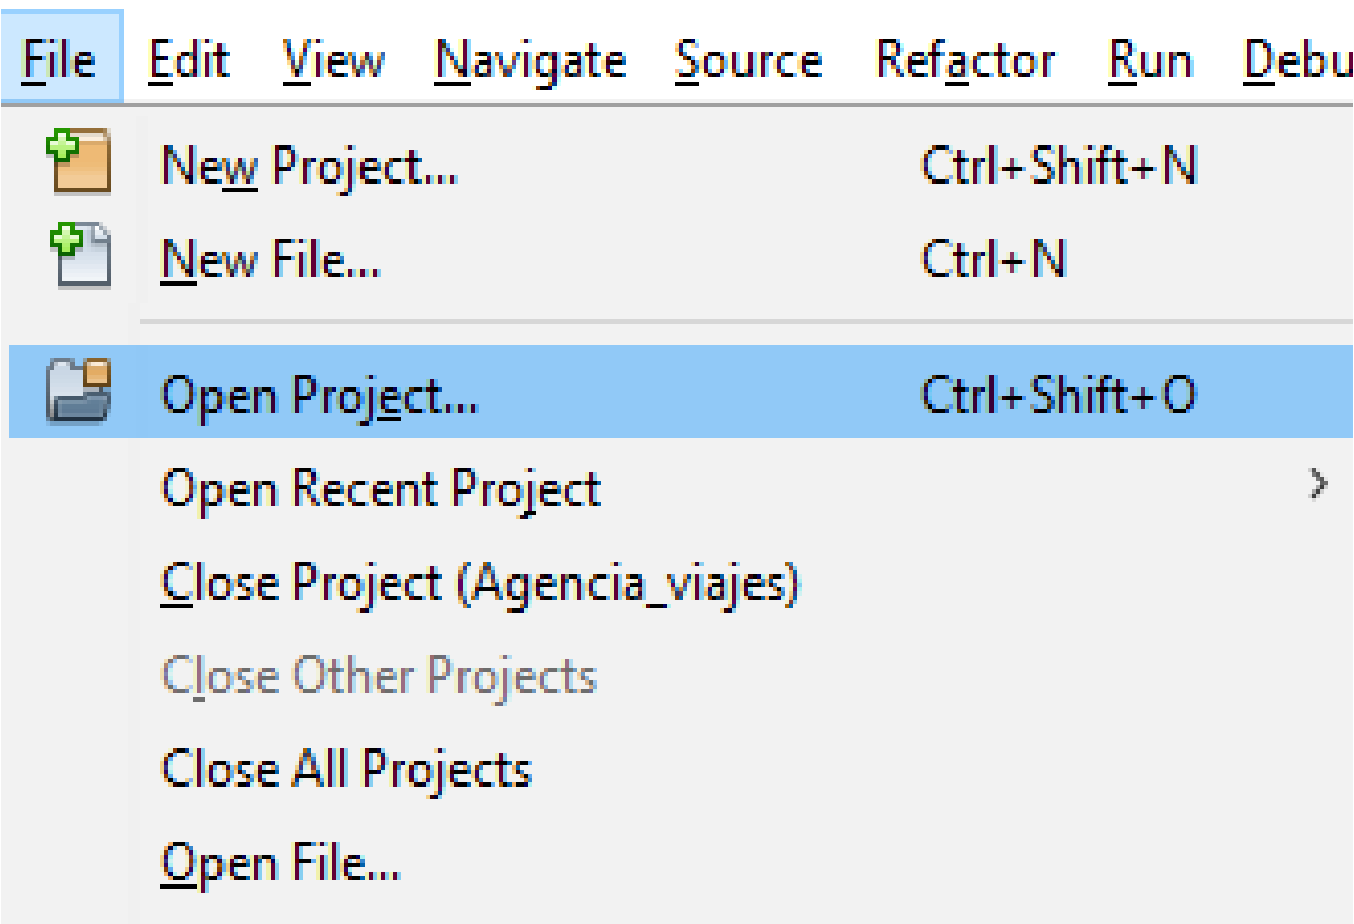 File Edit View Navigate Source Refactor Run Debu
New Project... Ctrl+Shift+N
New File... Ctrl+N
Open Project... Ctrl+Shift+O
Open Recent Project
Close Project (Agencia_viajes)
Close Other Projects
Close All Projects
Open File...